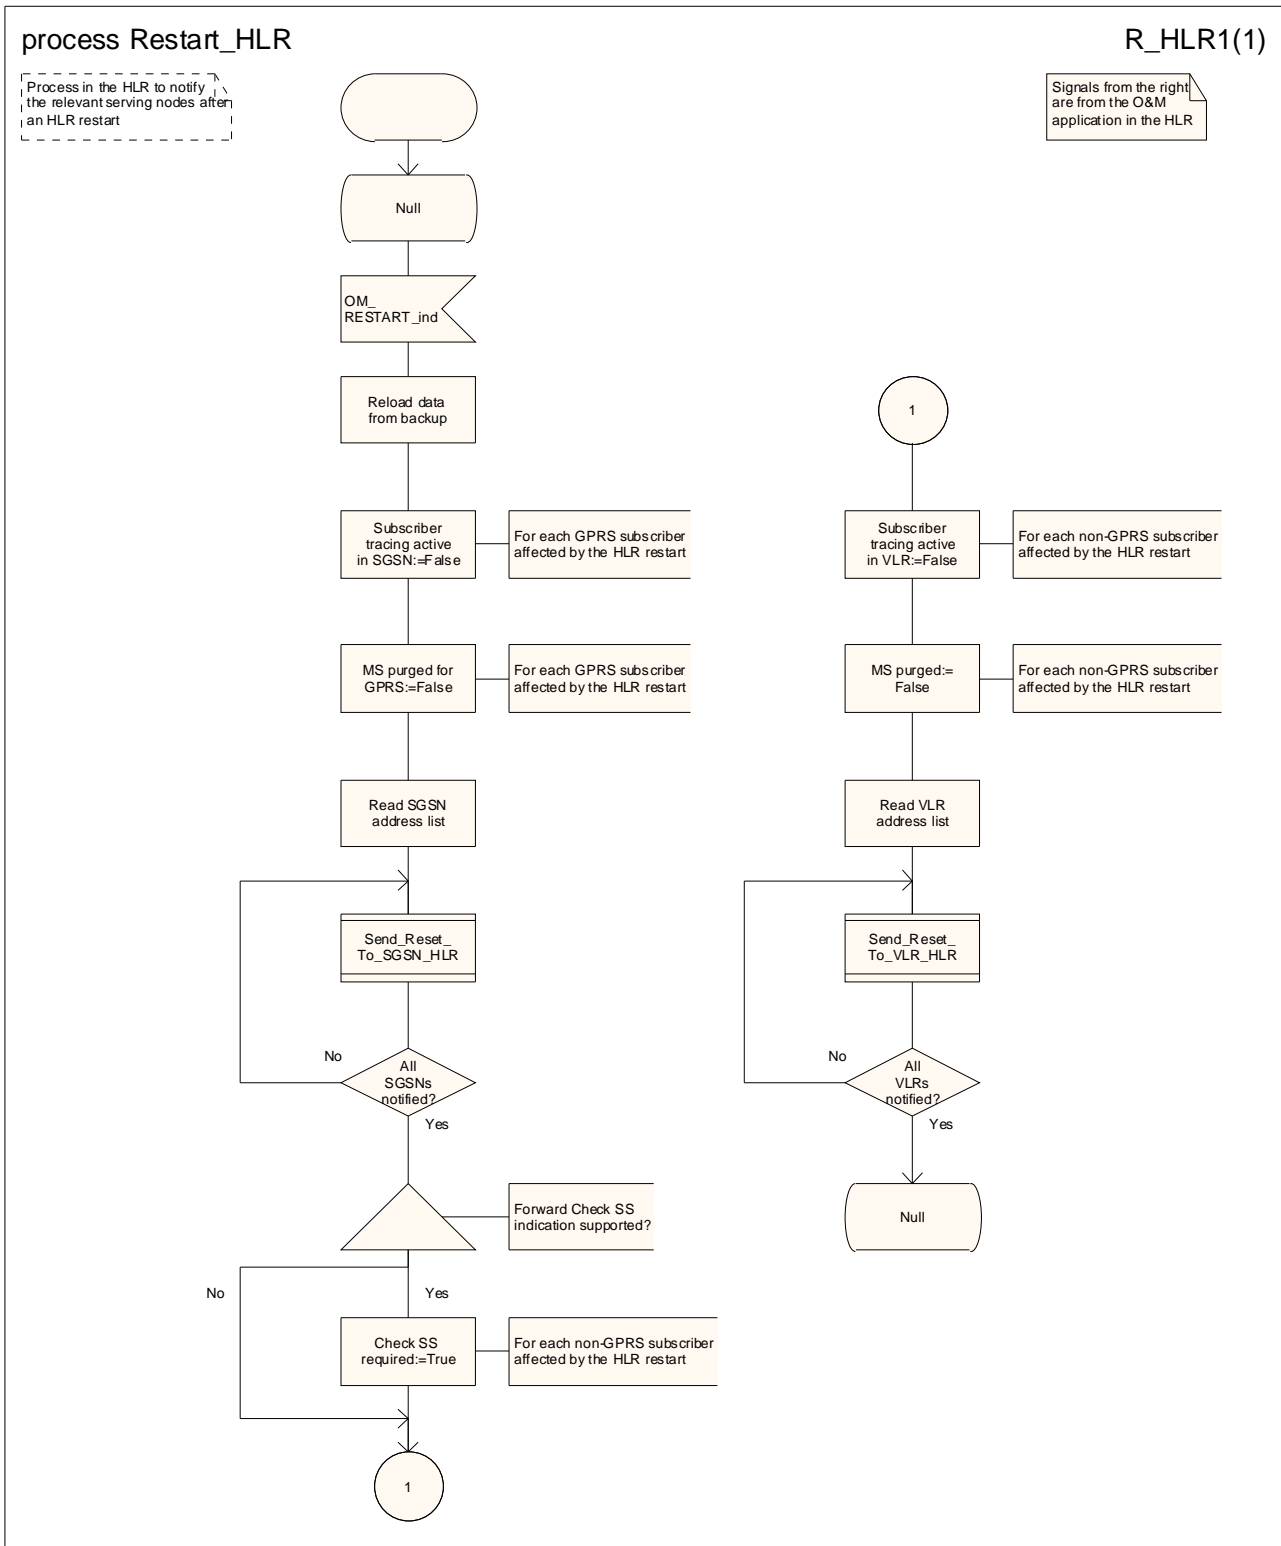 process Restart_HLR
R_HLR1(1)
Process in the HLR to notify
the relevant serving nodes after
an HLR restart
Signals from the right
are from the O&M
application in the HLR
Null
OM_
RESTART_ind
Reload data
from backup
Subscriber
tracing active
in SGSN:=False
For each GPRS subscriber
affected by the HLR restart
MS purged for
GPRS:=False
For each GPRS subscriber
affected by the HLR restart
Read SGSN
address list
Send_Reset_
To_SGSN_HLR
No
All
SGSNs
notified?
Yes
Forward Check SS
indication supported?
No
Yes
Check SS
required:=True
For each non-GPRS subscriber
affected by the HLR restart
1
1
Subscriber
tracing active
in VLR:=False
For each non-GPRS subscriber
affected by the HLR restart
MS purged:=
False
For each non-GPRS subscriber
affected by the HLR restart
Read VLR
address list
Send_Reset_
To_VLR_HLR
No
All
VLRs
notified?
Yes
Null